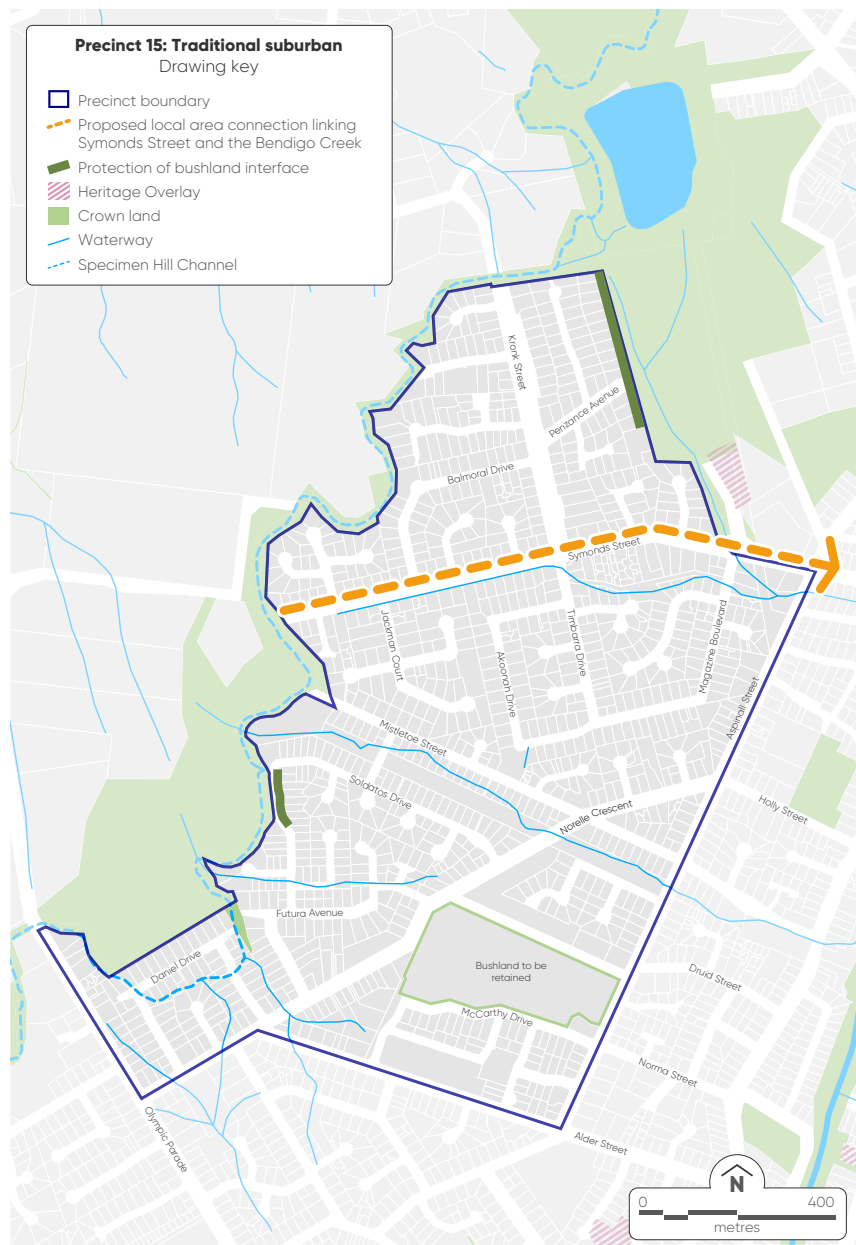 Precinct 15: Traditional suburban
Drawing key
Precinct boundary
Proposed local area connection linking
Symonds Street and the Bendigo Creek
Protection of bushland interface
Heritage Overlay
Crown land
Waterway
Specimen Hill Channel
Kronk Street
Penzance Avenue
Balmoral Drive
Symonds Street
Jackman Court
Timbarra Drive
Akoonah Drive
Magazine Boulevard
Aspinall Street
Mistletoe Street
Soldatos Drive
Norelle Crescent
Holly Street
Futura Avenue
Daniel Drive
Bushland to be
retained
Druid Street
McCarthy Drive
Norma Street
Olympic Parade
Alder Street
N
0 400
metres